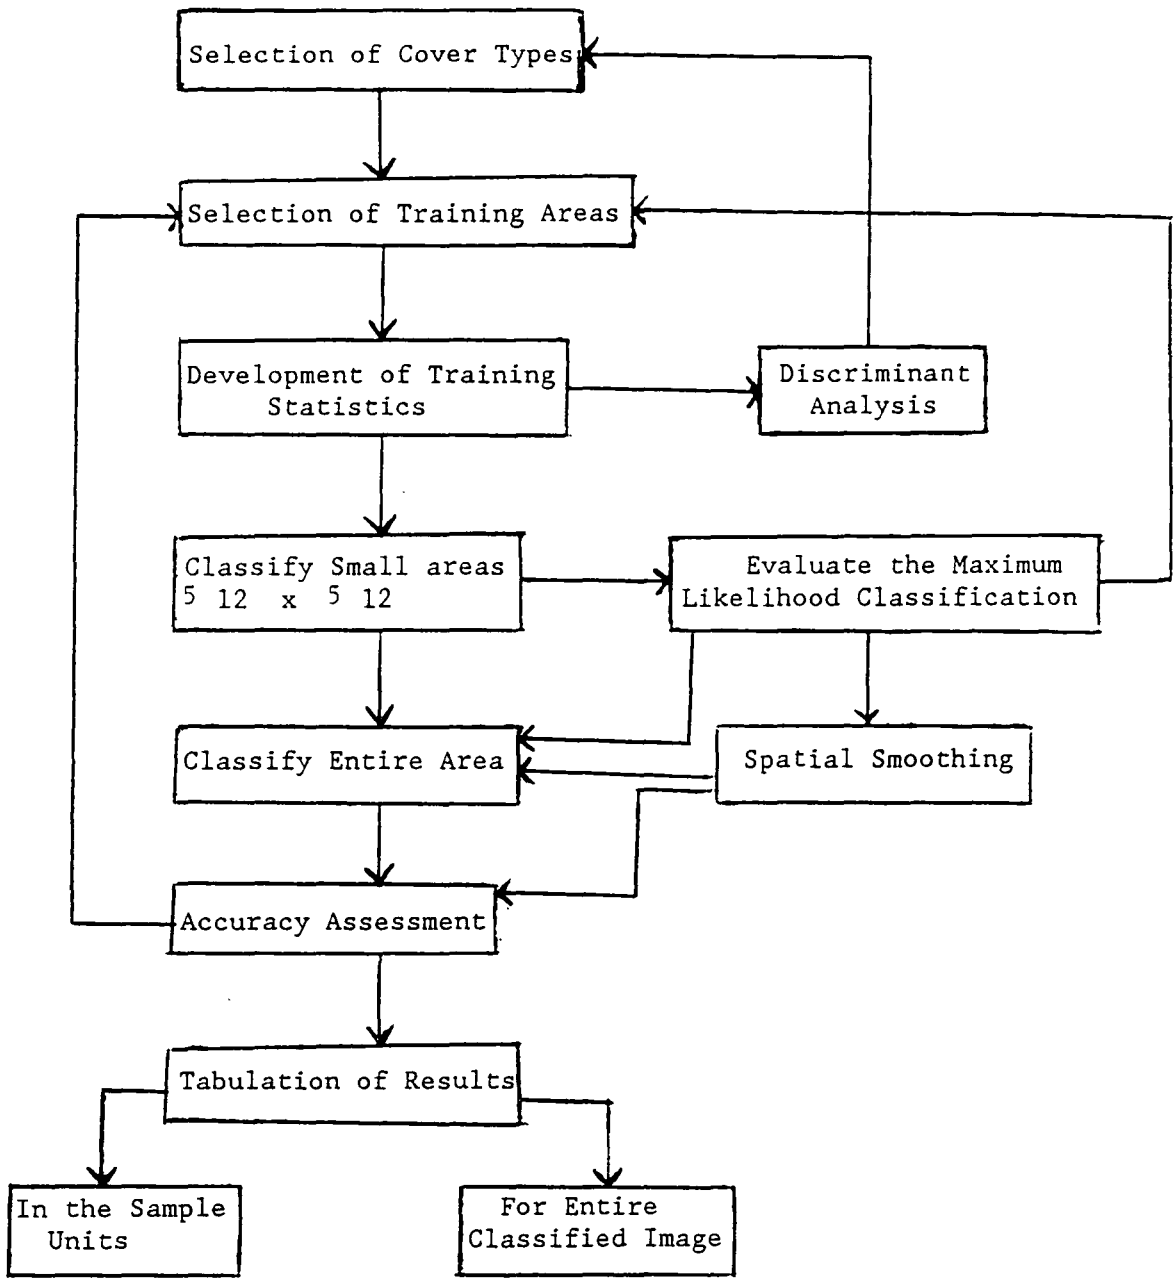 Selection of Cover Types
Selection of Training Areas
Development of Training
Statistics
Discriminant
Analysis
Classify Small areas
5 12 x 5 12
Evaluate the Maximum
Likelihood Classification
Classify Entire Area
Spatial Smoothing
Accuracy Assessment
Tabulation of Results
In the Sample
Units
For Entire
Classified Image